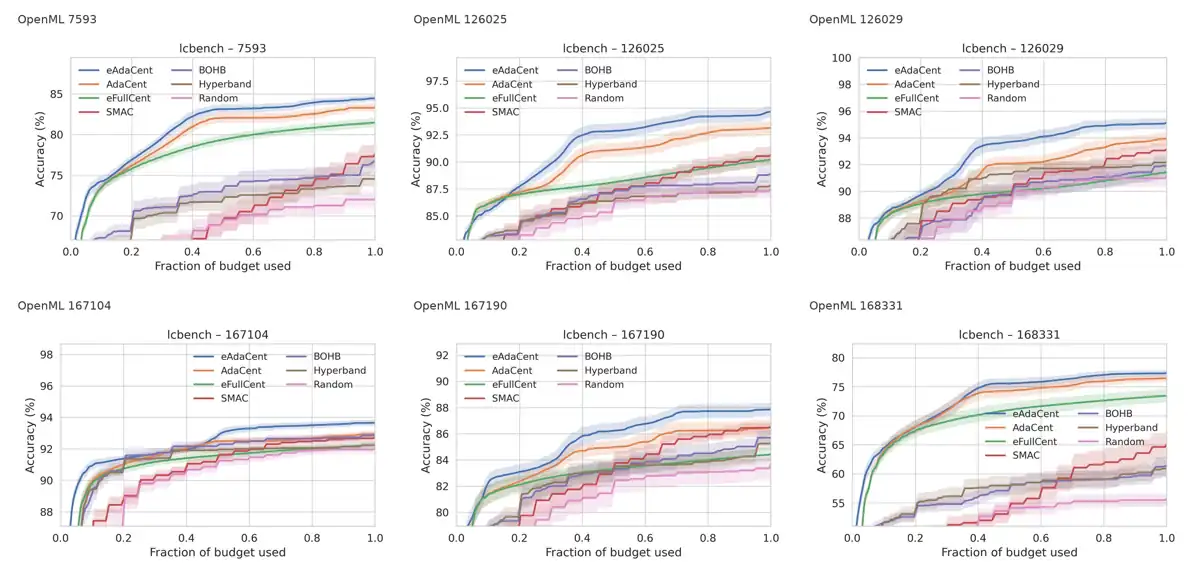 OpenML 7593
lcbench – 7593
eAdaCent
AdaCent
eFullCent
SMAC
BOHB
Hyperband
Random
85
80
75
70
Accuracy (%)
0.0 0.2 0.4 0.6 0.8 1.0
Fraction of budget used
OpenML 126025
lcbench – 126025
eAdaCent
AdaCent
eFullCent
SMAC
BOHB
Hyperband
Random
97.5
95.0
92.5
90.0
87.5
85.0
Accuracy (%)
0.0 0.2 0.4 0.6 0.8 1.0
Fraction of budget used
OpenML 126029
lcbench – 126029
eAdaCent
AdaCent
eFullCent
SMAC
BOHB
Hyperband
Random
100
98
96
94
92
90
88
Accuracy (%)
0.0 0.2 0.4 0.6 0.8 1.0
Fraction of budget used
OpenML 167104
lcbench – 167104
eAdaCent
AdaCent
eFullCent
SMAC
BOHB
Hyperband
Random
98
96
94
92
90
88
Accuracy (%)
0.0 0.2 0.4 0.6 0.8 1.0
Fraction of budget used
OpenML 167190
lcbench – 167190
eAdaCent
AdaCent
eFullCent
SMAC
BOHB
Hyperband
Random
92
90
88
86
84
82
80
Accuracy (%)
0.0 0.2 0.4 0.6 0.8 1.0
Fraction of budget used
OpenML 168331
lcbench – 168331
eAdaCent
AdaCent
eFullCent
SMAC
BOHB
Hyperband
Random
80
75
70
65
60
55
Accuracy (%)
0.0 0.2 0.4 0.6 0.8 1.0
Fraction of budget used